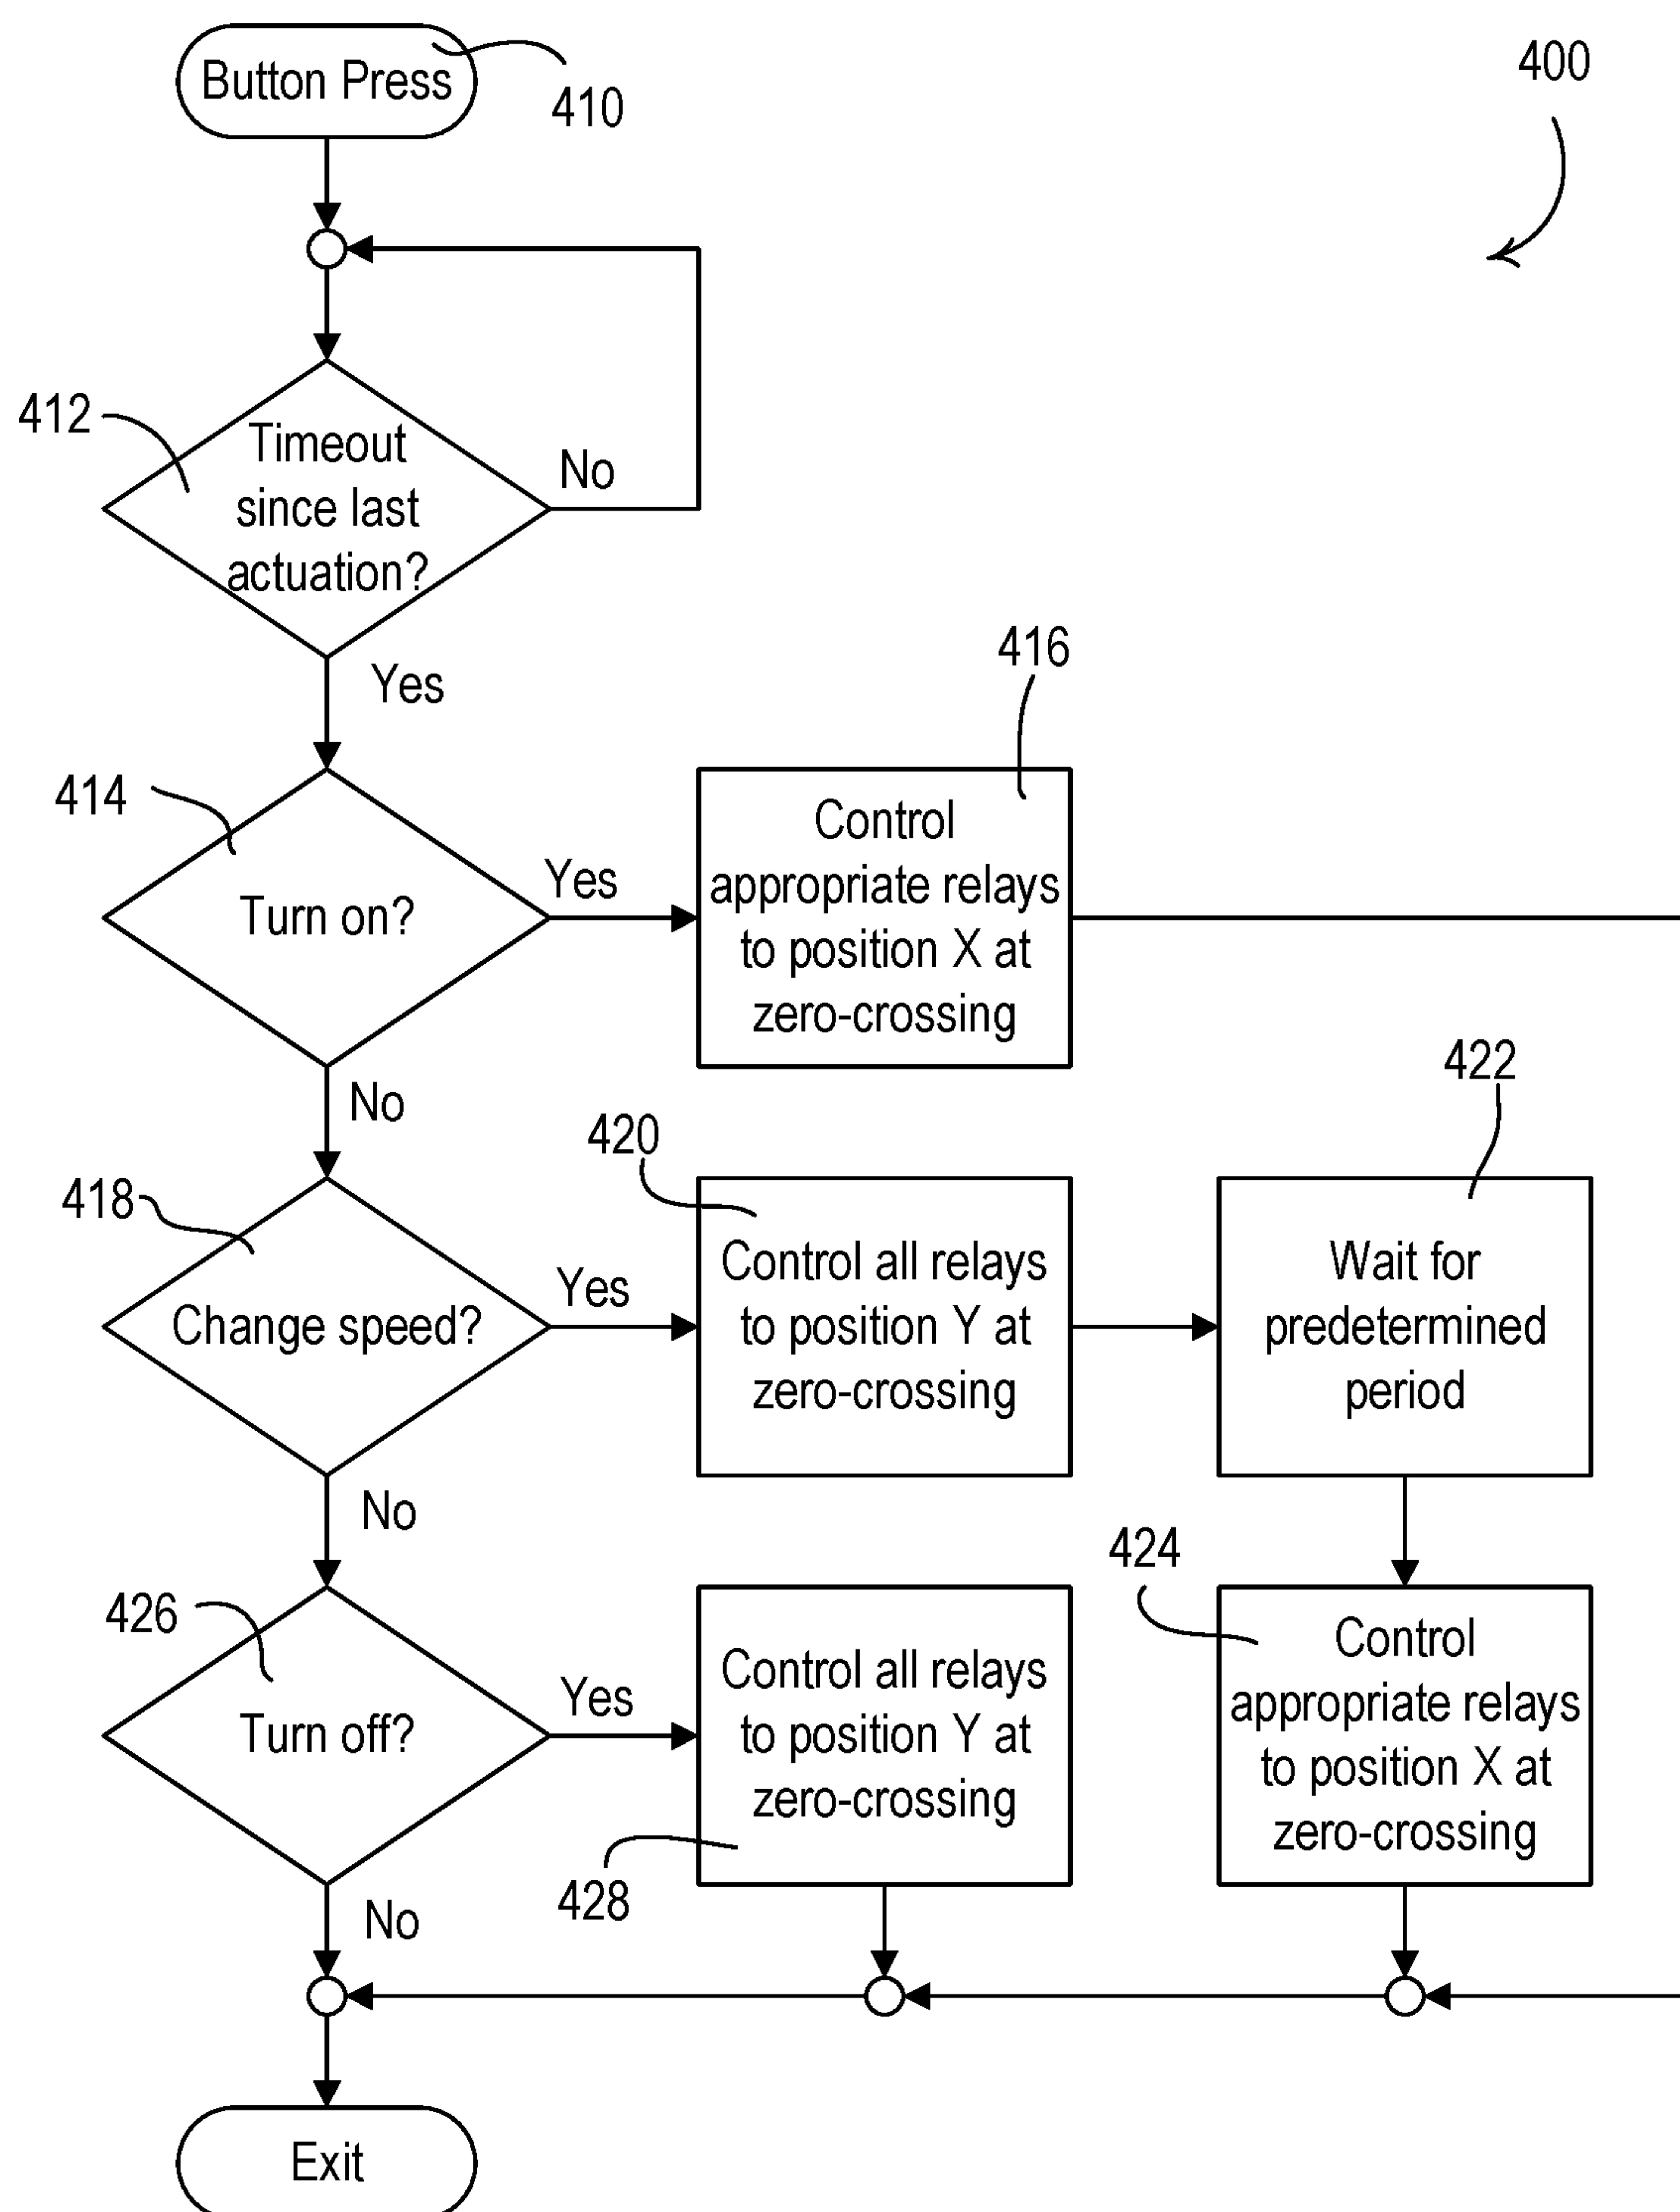 Button Press
410
400
412
Timeout
since last
actuation?
No
Yes
414
Turn on?
Yes
416
Control
appropriate relays
to position X at
zero-crossing
No
418
Change speed?
Yes
420
Control all relays
to position Y at
zero-crossing
422
Wait for
predetermined
period
No
424
Control
appropriate relays
to position X at
zero-crossing
426
Turn off?
Yes
Control all relays
to position Y at
zero-crossing
428
No
Exit